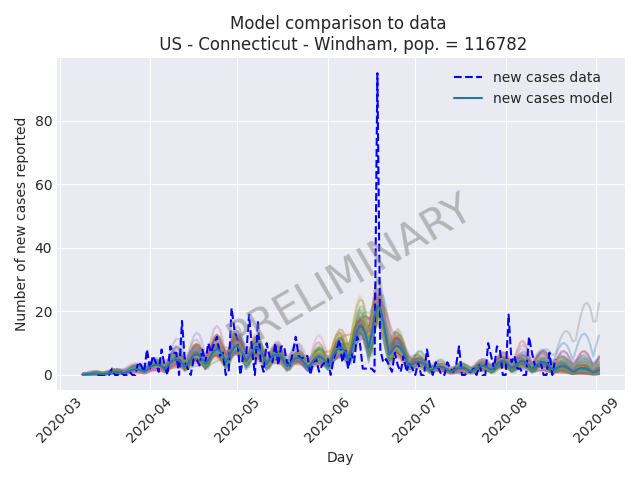 Model comparison to data
US - Connecticut - Windham, pop. = 116782
new cases data
new cases model
PRELIMINARY
Number of new cases reported
80
60
40
20
0
2020-03
2020-04
2020-05
2020-06
2020-07
2020-08
2020-09
Day